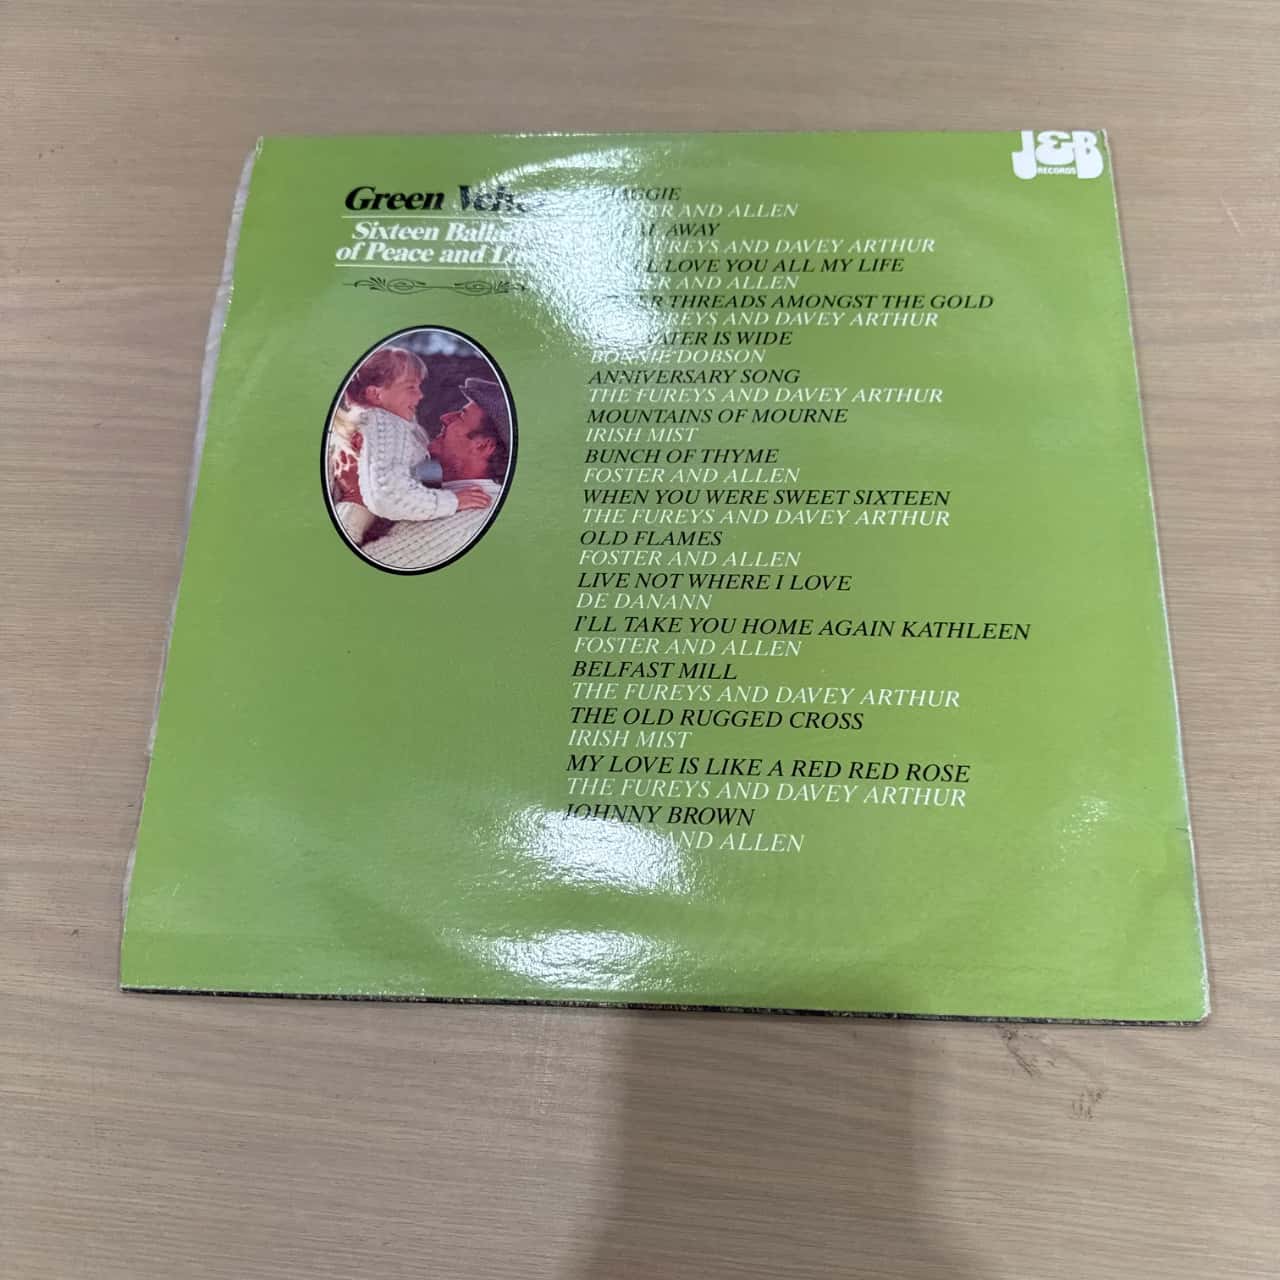 J&B
RECORDS
Green Velvet
Sixteen Ballads
of Peace and
MAGGIE
AND ALLEN
AWAY
FUREYS AND DAVEY ARTHUR
LOVE YOU ALL MY LIFE
AND ALLEN
THREADS AMONGST THE GOLD
FUREYS AND DAVEY ARTHUR
WATER IS WIDE
BONNIE DOBSON
ANNIVERSARY SONG
THE FUREYS AND DAVEY ARTHUR
MOUNTAINS OF MOURNE
IRISH MIST
BUNCH OF THYME
FOSTER AND ALLEN
WHEN YOU WERE SWEET SIXTEEN
THE FUREYS AND DAVEY ARTHUR
OLD FLAMES
FOSTER AND ALLEN
LIVE NOT WHERE I LOVE
DE DANANN
I'LL TAKE YOU HOME AGAIN KATHLEEN
FOSTER AND ALLEN
BELFAST MILL
THE FUREYS AND DAVEY ARTHUR
THE OLD RUGGED CROSS
IRISH MIST
MY LOVE IS LIKE A RED RED ROSE
THE FUREYS AND DAVEY ARTHUR
JOHNNY BROWN
AND ALLEN